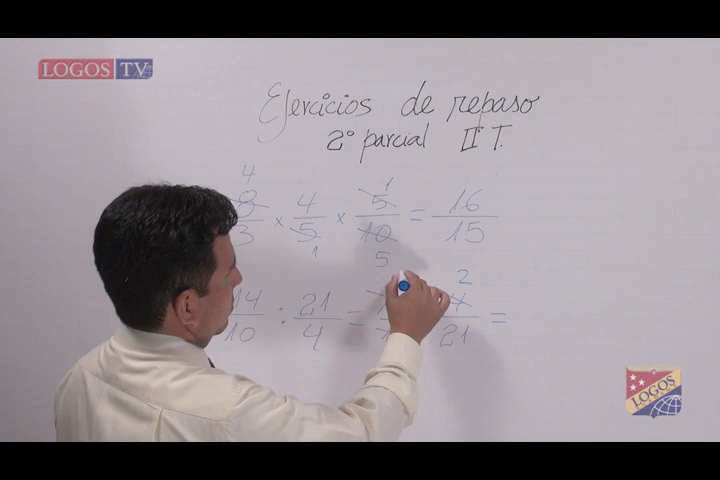 LOGOS TV
Ejercicios de repaso
2° parcial II T.
4 1
8/3 × 4/5 × 5/10 = 16/15
1 5
2
14/10 : 21/4 = 4/21 =
LOGOS